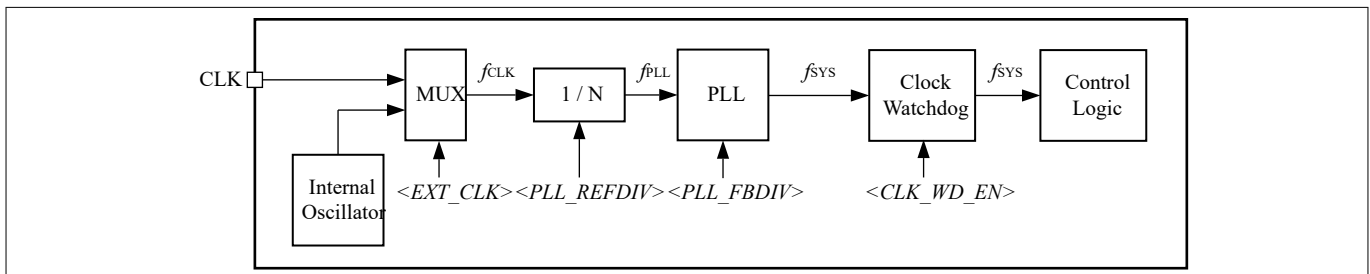 CLK
MUX
fCLK
1 / N
fPLL
PLL
fSYS
Clock
Watchdog
fSYS
Control
Logic
Internal
Oscillator
<EXT_CLK>
<PLL_REFDIV>
<PLL_FBDIV>
<CLK_WD_EN>